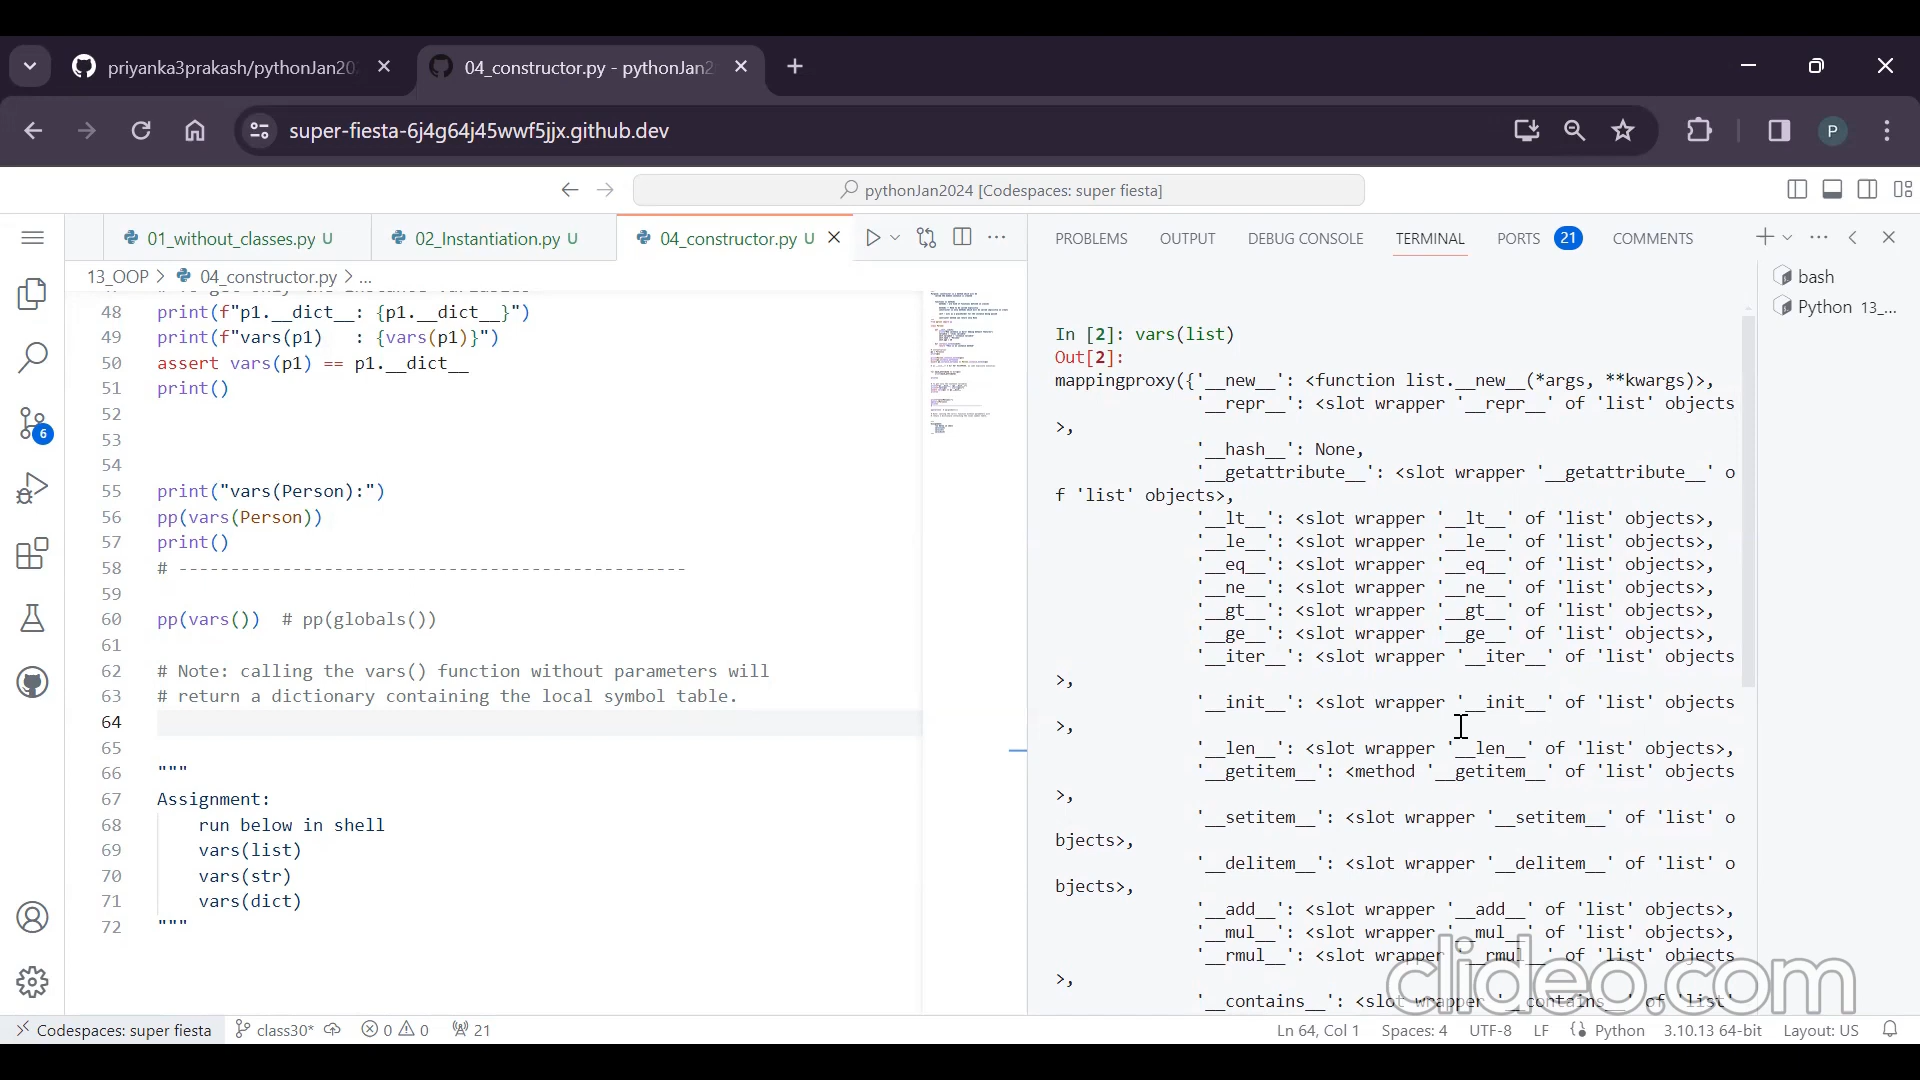 priyanka3prakash/pythonJan20
04_constructor.py - pythonJan2
super-fiesta-6j4g64j45wwf5jjx.github.dev
P
pythonJan2024 [Codespaces: super fiesta]
01_without_classes.py U
02_Instantiation.py U
04_constructor.py U
PROBLEMS
OUTPUT
DEBUG CONSOLE
TERMINAL
PORTS 21
COMMENTS
13_OOP > 04_constructor.py > ...
48 print(f"p1.__dict__: {p1.__dict__}")
49 print(f"vars(p1)   : {vars(p1)}")
50 assert vars(p1) == p1.__dict__
51 print()
52
53
54
55 print("vars(Person):")
56 pp(vars(Person))
57 print()
58 # -------------------------------------------------
59
60 pp(vars())  # pp(globals())
61
62 # Note: calling the vars() function without parameters will
63 # return a dictionary containing the local symbol table.
64
65
66 """
67 Assignment:
68     run below in shell
69     vars(list)
70     vars(str)
71     vars(dict)
72 """
6
In [2]: vars(list)
Out[2]:
mappingproxy({'__new__': <function list.__new__(*args, **kwargs)>,
'__repr__': <slot wrapper '__repr__' of 'list' objects
>,
'__hash__': None,
'__getattribute__': <slot wrapper '__getattribute__' o
f 'list' objects>,
'__lt__': <slot wrapper '__lt__' of 'list' objects>,
'__le__': <slot wrapper '__le__' of 'list' objects>,
'__eq__': <slot wrapper '__eq__' of 'list' objects>,
'__ne__': <slot wrapper '__ne__' of 'list' objects>,
'__gt__': <slot wrapper '__gt__' of 'list' objects>,
'__ge__': <slot wrapper '__ge__' of 'list' objects>,
'__iter__': <slot wrapper '__iter__' of 'list' objects
>,
'__init__': <slot wrapper '__init__' of 'list' objects
>,
'__len__': <slot wrapper '__len__' of 'list' objects>,
'__getitem__': <method '__getitem__' of 'list' objects
>,
'__setitem__': <slot wrapper '__setitem__' of 'list' o
bjects>,
'__delitem__': <slot wrapper '__delitem__' of 'list' o
bjects>,
'__add__': <slot wrapper '__add__' of 'list' objects>,
'__mul__': <slot wrapper '__mul__' of 'list' objects>,
'__rmul__': <slot wrapper '__rmul__' of 'list' objects
>,
'__contains__': <slot wrapper '__contains__' of 'list'
bash
Python 13_...
clideo.com
Codespaces: super fiesta
class30*
0 0
21
Ln 64, Col 1
Spaces: 4
UTF-8
LF
Python
3.10.13 64-bit
Layout: US